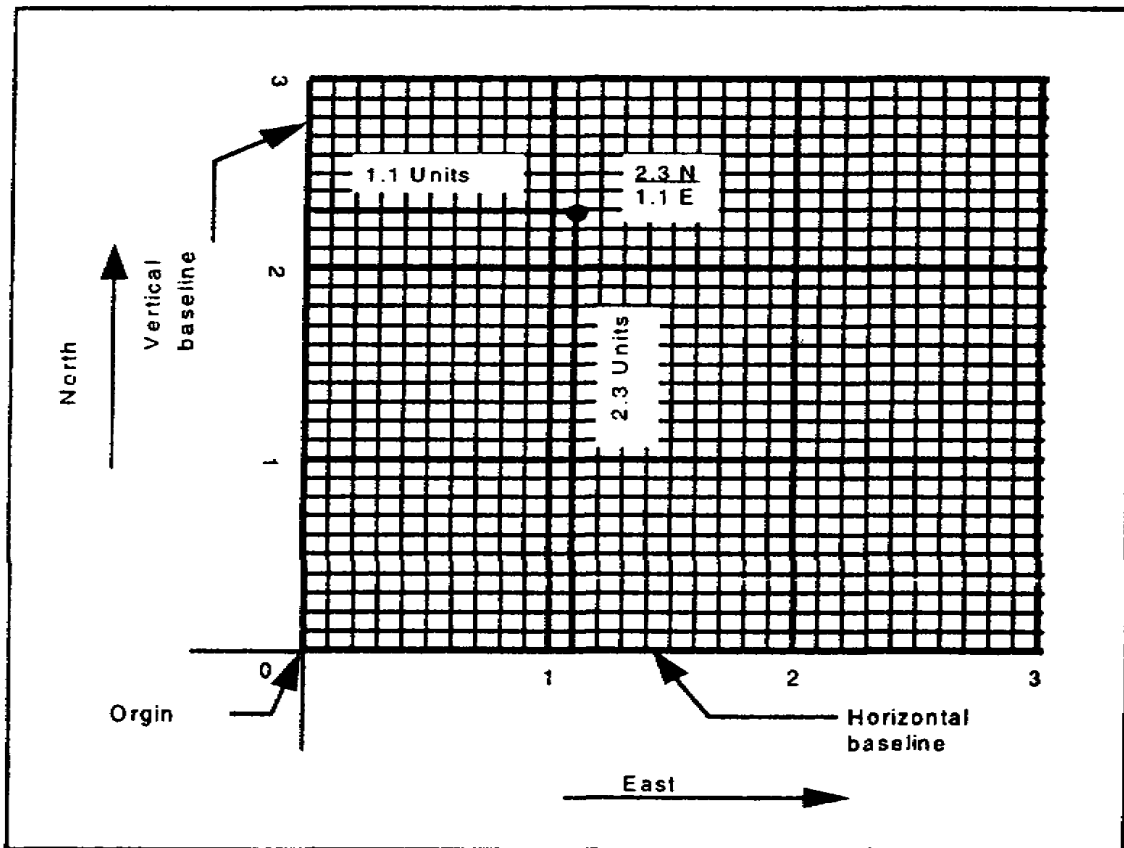 3
1.1 Units
2.3 N
1.1 E
2
Vertical
baseline
North
2.3 Units
1
0
1
2
3
Orgin
Horizontal
baseline
East